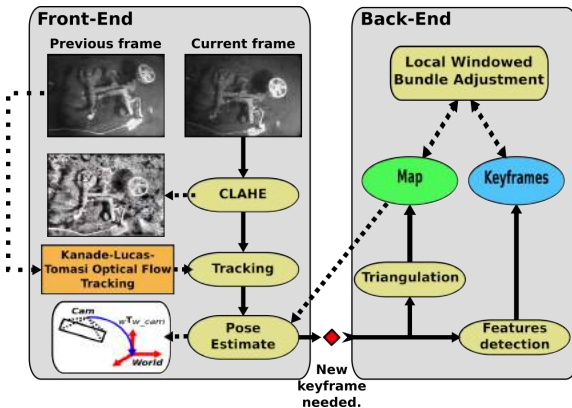 Front-End
Back-End
Previous frame
Current frame
Local Windowed
Bundle Adjustment
CLAHE
Map
Keyframes
Kanade-Lucas-
Tomasi Optical Flow
Tracking
Tracking
Triangulation
Cam
wTw_cam
World
Pose
Estimate
Features
detection
New
keyframe
needed.